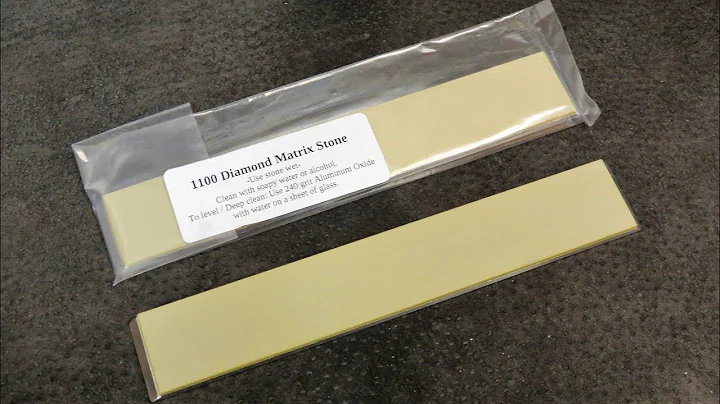 1100 Diamond Matrix Stone
-Use stone wet-
Clean with soapy water or alcohol.
To level / Deep clean: Use 240 grit Aluminum Oxide
with water on a sheet of glass.